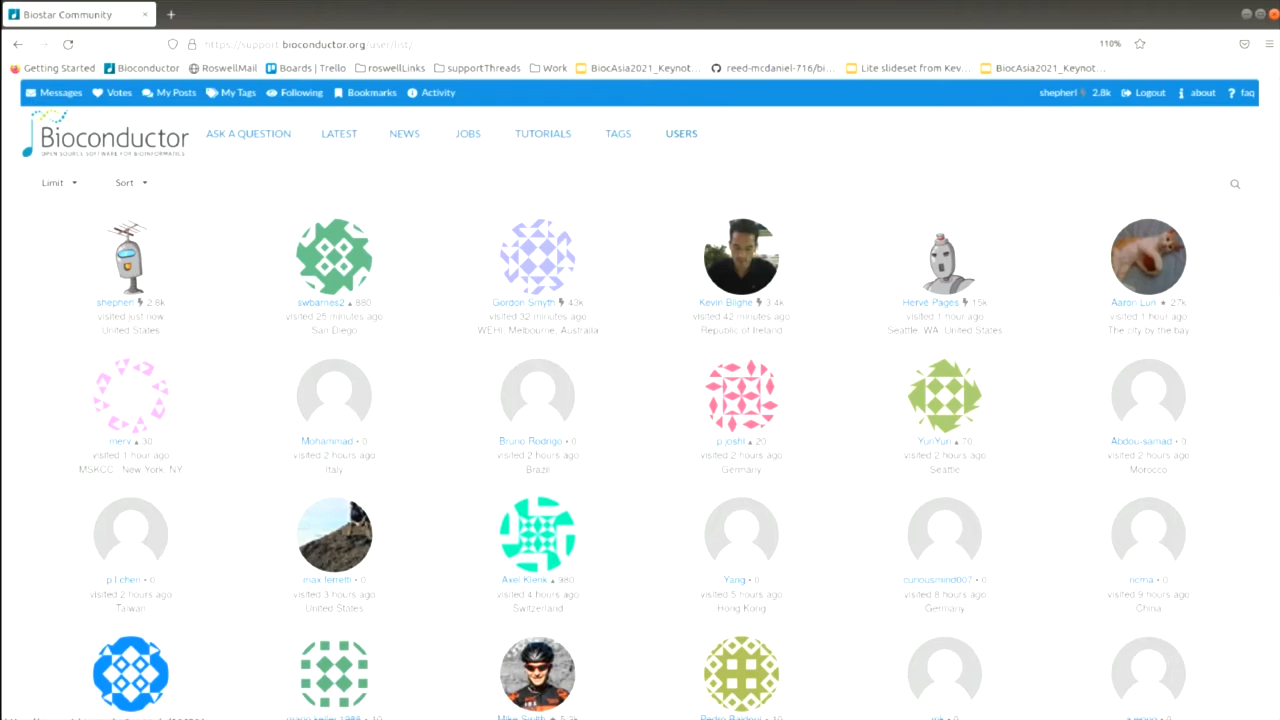 Biostar Community × +
https://support.bioconductor.org/user/list/ 110%
Getting Started Bioconductor RoswellMail Boards | Trello roswellLinks supportThreads Work BiocAsia2021_Keynot... reed-mcdaniel-716/bi... Lite slideset from Kev... BiocAsia2021_Keynot...
Messages Votes My Posts My Tags Following Bookmarks Activity shepherl 2.8k Logout about faq
Bioconductor ASK A QUESTION LATEST NEWS JOBS TUTORIALS TAGS USERS
OPEN SOURCE SOFTWARE FOR BIOINFORMATICS
Limit Sort
shepherl 2.8k swbarnes2 880 Gordon Smyth 43k Kevin Blighe 3.4k Hervé Pages 15k Aaron Lun 27k
visited just now visited 25 minutes ago visited 32 minutes ago visited 42 minutes ago visited 1 hour ago visited 1 hour ago
United States San Diego WEHI, Melbourne, Australia Republic of Ireland Seattle, WA, United States The city by the bay
merv 30 Mohammad • 0 Bruno Rodrigo • 0 p.joshi 20 YunYun 70 Abdou-samad • 0
visited 1 hour ago visited 2 hours ago visited 2 hours ago visited 2 hours ago visited 2 hours ago visited 2 hours ago
MSKCC, New York, NY Italy Brazil Germany Seattle Morocco
p.l.chen • 0 max.ferretti • 0 Axel Klenk 980 Yang • 0 curiousmind007 • 0 ricma • 0
visited 2 hours ago visited 3 hours ago visited 4 hours ago visited 5 hours ago visited 8 hours ago visited 9 hours ago
Taiwan United States Switzerland Hong Kong Germany China
Mike Smith